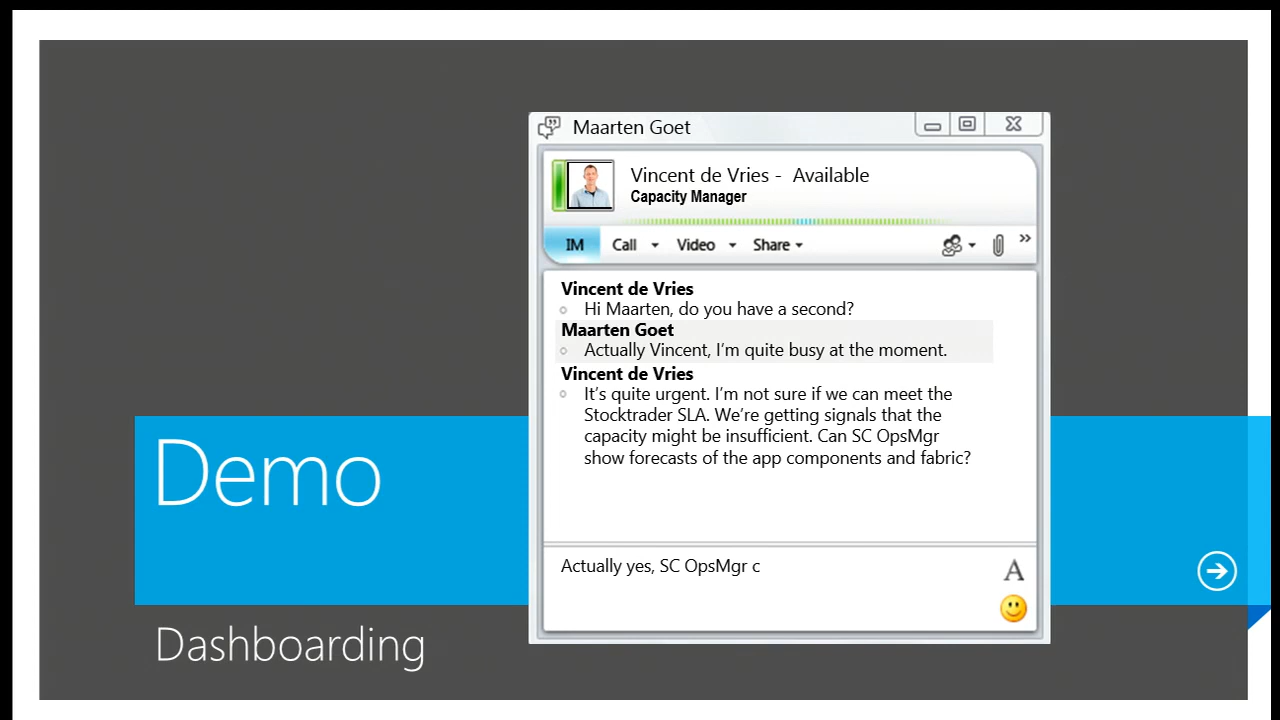 Maarten Goet
Vincent de Vries - Available
Capacity Manager
IM Call Video Share
Vincent de Vries
Hi Maarten, do you have a second?
Maarten Goet
Actually Vincent, I'm quite busy at the moment.
Vincent de Vries
It's quite urgent. I'm not sure if we can meet the
Stocktrader SLA. We're getting signals that the
capacity might be insufficient. Can SC OpsMgr
show forecasts of the app components and fabric?
Actually yes, SC OpsMgr c
A
Demo
Dashboarding